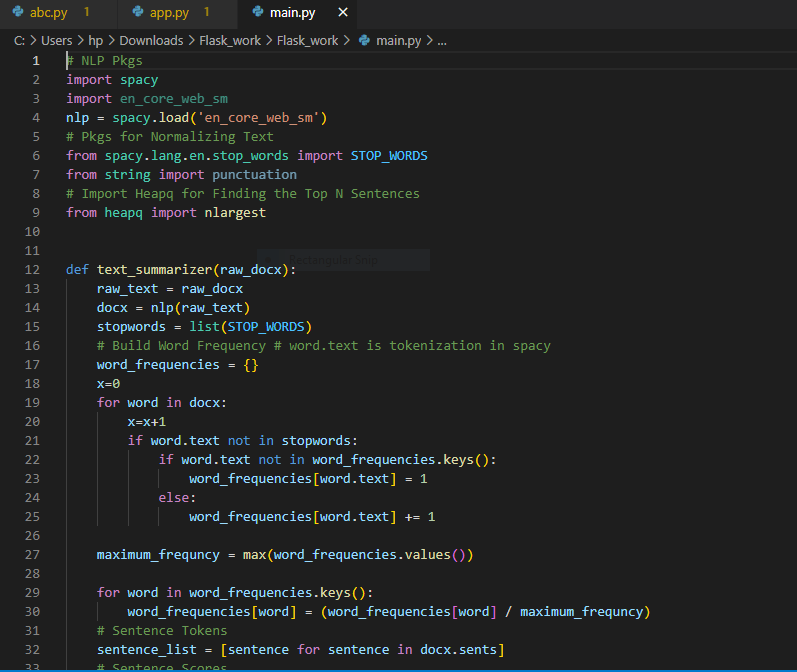 abc.py 1 app.py 1 main.py ×
C: > Users > hp > Downloads > Flask_work > Flask_work > main.py > ...
1 # NLP Pkgs
2 import spacy
3 import en_core_web_sm
4 nlp = spacy.load('en_core_web_sm')
5 # Pkgs for Normalizing Text
6 from spacy.lang.en.stop_words import STOP_WORDS
7 from string import punctuation
8 # Import Heapq for Finding the Top N Sentences
9 from heapq import nlargest
10
11
Rectangular Snip
12 def text_summarizer(raw_docx):
13     raw_text = raw_docx
14     docx = nlp(raw_text)
15     stopwords = list(STOP_WORDS)
16     # Build Word Frequency # word.text is tokenization in spacy
17     word_frequencies = {}
18     x=0
19     for word in docx:
20         x=x+1
21         if word.text not in stopwords:
22             if word.text not in word_frequencies.keys():
23                 word_frequencies[word.text] = 1
24             else:
25                 word_frequencies[word.text] += 1
26
27     maximum_frequncy = max(word_frequencies.values())
28
29     for word in word_frequencies.keys():
30         word_frequencies[word] = (word_frequencies[word] / maximum_frequncy)
31     # Sentence Tokens
32     sentence_list = [sentence for sentence in docx.sents]
33     # Sentence Scores